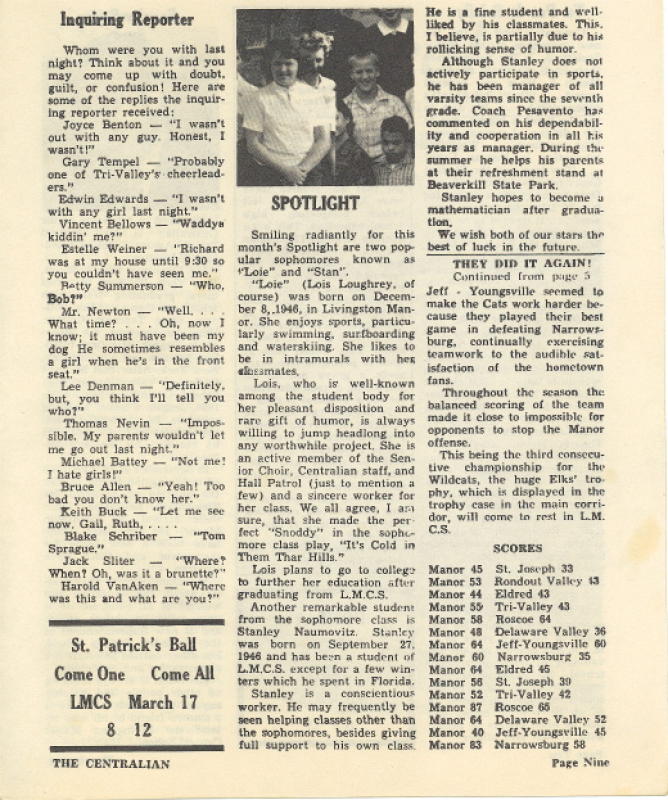 Inquiring Reporter
Whom were you with last
night? Think about it and you
may come up with doubt,
guilt, or confusion! Here are
some of the replies the inquir-
ing reporter received:
Joyce Benton — "I wasn't
out with any guy. Honest, I
wasn't!"
Gary Tempel — "Probably
one of Tri-Valley's cheerlead-
ers."
Edwin Edwards — "I wasn't
with any girl last night."
Vincent Bellows — "Waddya
kiddin' me?"
Estelle Weiner — "Richard
was at my house until 9:30 so
you couldn't have seen me."
Betty Summerson — "Who,
Bob?"
Mr. Newton — "Well. . . .
What time? . . . Oh, now I
know; it must have been my
dog He sometimes resembles
a girl when he's in the front
seat."
Lee Denman — "Definitely,
but, you think I'll tell you
who?"
Thomas Nevin — "Impos-
sible. My parents wouldn't let
me go out last night."
Michael Battey — "Not me!
I hate girls!"
Bruce Allen — "Yeah! Too
bad you don't know her."
Keith Buck — "Let me see
now, Gail, Ruth, . . . .
Blake Schriber — "Tom
Sprague."
Jack Sliter — "Where?
When? Oh, was it a brunette?"
Harold VanAken — "Where
was this and what are you?"
St. Patrick's Ball
Come One Come All
LMCS March 17
8 12
THE CENTRALIAN
SPOTLIGHT
Smiling radiantly for this
month's Spotlight are two pop-
ular sophomores known as
"Loie" and "Stan".
"Loie" (Lois Loughrey, of
course) was born on Decem-
ber 8, 1946, in Livingston Man-
or. She enjoys sports, particu-
larly swimming, surfboarding
and waterskiing. She likes to
be in intramurals with her
classmates.
Lois, who is well-known
among the student body for
her pleasant disposition and
rare gift of humor, is always
willing to jump headlong into
any worthwhile project. She is
an active member of the Sen-
ior Choir, Centralian staff, and
Hall Patrol (just to mention a
few) and a sincere worker for
her class. We all agree, I am
sure, that she made the per-
fect "Snoddy" in the sopho-
more class play, "It's Cold in
Them Thar Hills."
Lois plans to go to college
to further her education after
graduating from L.M.C.S.
Another remarkable student
from the sophomore class is
Stanley Naumovitz. Stanley
was born on September 27,
1946 and has been a student of
L.M.C.S. except for a few win-
ters which he spent in Florida.
Stanley is a conscientious
worker. He may frequently be
seen helping classes other than
the sophomores, besides giving
full support to his own class.
He is a fine student and well-
liked by his classmates. This,
I believe, is partially due to his
rollicking sense of humor.
Although Stanley does not
actively participate in sports,
he has been manager of all
varsity teams since the seventh
grade. Coach Pesavento has
commented on his dependabil-
ity and cooperation in all his
years as manager. During the
summer he helps his parents
at their refreshment stand at
Beaverkill State Park.
Stanley hopes to become a
mathematician after gradua-
tion.
We wish both of our stars the
best of luck in the future.
THEY DID IT AGAIN!
Continued from page 5
Jeff - Youngsville seemed to
make the Cats work harder be-
cause they played their best
game in defeating Narrows-
burg, continually exercising
teamwork to the audible sat-
isfaction of the hometown
fans.
Throughout the season the
balanced scoring of the team
made it close to impossible for
opponents to stop the Manor
offense.
This being the third consecu-
tive championship for the
Wildcats, the huge Elks' tro-
phy, which is displayed in the
trophy case in the main corri-
dor, will come to rest in L.M.
C.S.
SCORES
Manor 45 St. Joseph 33
Manor 53 Rondout Valley 43
Manor 44 Eldred 43
Manor 55 Tri-Valley 43
Manor 58 Roscoe 64
Manor 48 Delaware Valley 36
Manor 64 Jeff-Youngsville 60
Manor 60 Narrowsburg 35
Manor 64 Eldred 45
Manor 56 St. Joseph 39
Manor 52 Tri-Valley 42
Manor 87 Roscoe 65
Manor 64 Delaware Valley 52
Manor 40 Jeff-Youngsville 45
Manor 83 Narrowsburg 58
Page Nine